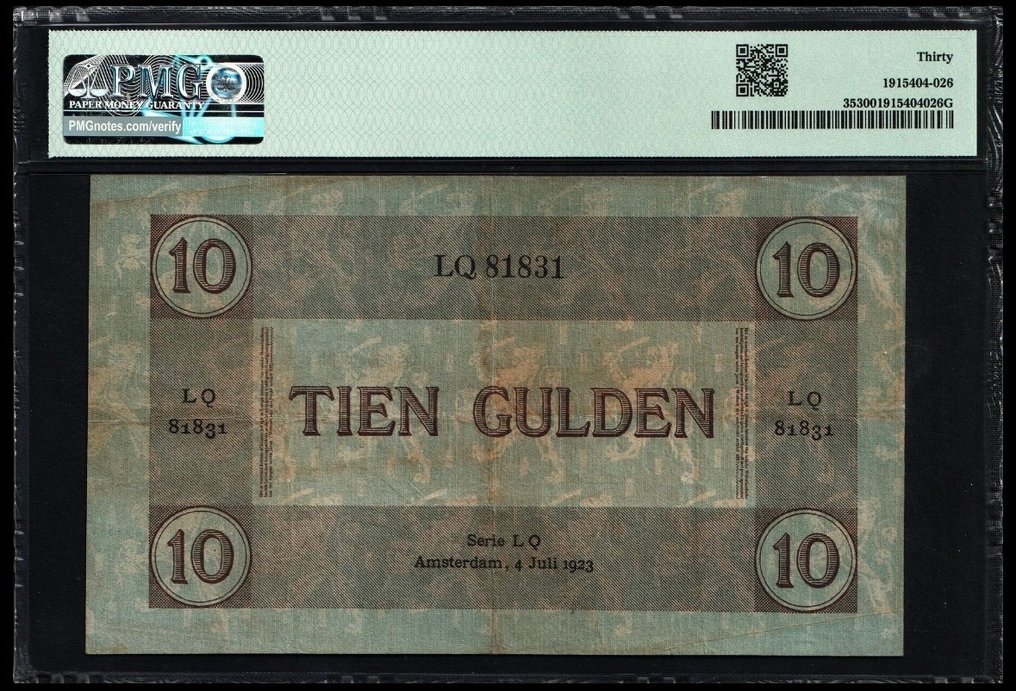 PMG
PAPER MONEY GUARANTY
PMGnotes.com/verify
Thirty
1915404-026
353001915404026G
10
LQ 81831
10
LQ
81831
TIEN GULDEN
LQ
81831
10
Serie LQ
Amsterdam, 4 Juli 1923
10